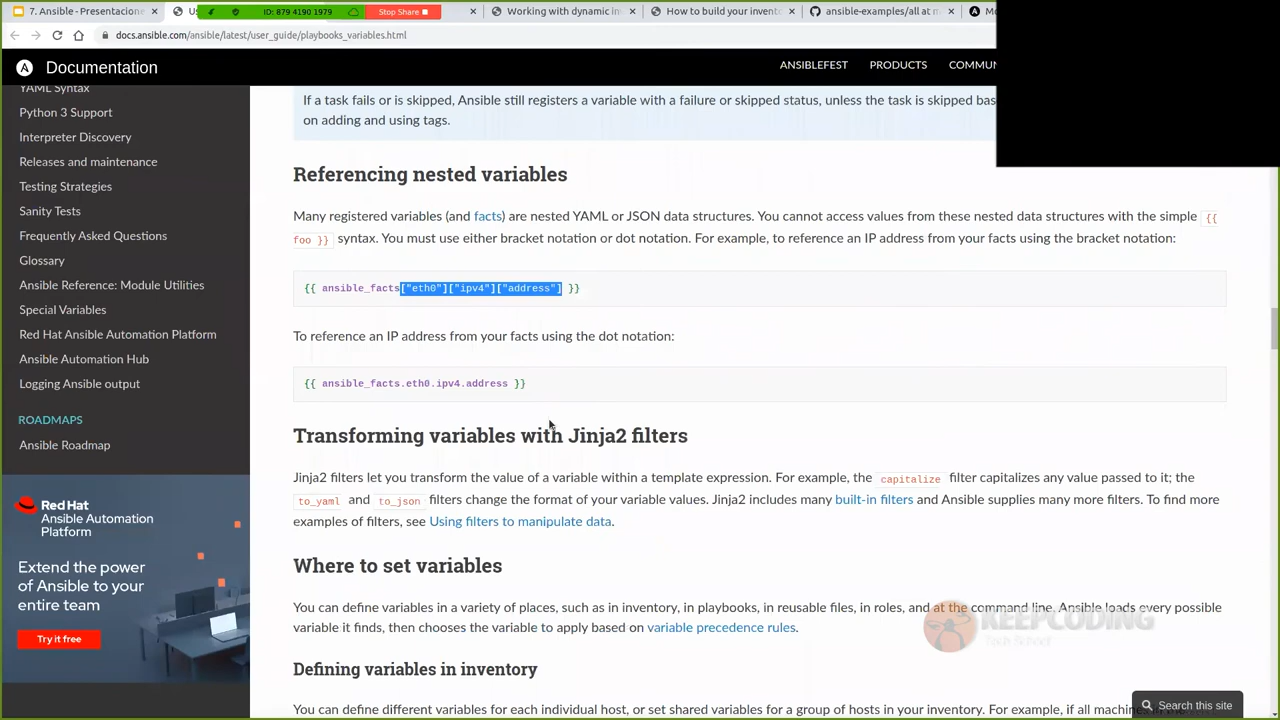 7. Ansible - Presentacione
Us
ID: 879 4190 1979
Stop Share
Working with dynamic in
How to build your invent
ansible-examples/all at m
Mo
docs.ansible.com/ansible/latest/user_guide/playbooks_variables.html
Documentation
ANSIBLEFEST PRODUCTS COMMUN
YAML Syntax
Python 3 Support
Interpreter Discovery
Releases and maintenance
Testing Strategies
Sanity Tests
Frequently Asked Questions
Glossary
Ansible Reference: Module Utilities
Special Variables
Red Hat Ansible Automation Platform
Ansible Automation Hub
Logging Ansible output
ROADMAPS
Ansible Roadmap
Red Hat
Ansible Automation
Platform
Extend the power
of Ansible to your
entire team
Try it free
If a task fails or is skipped, Ansible still registers a variable with a failure or skipped status, unless the task is skipped bas
on adding and using tags.
Referencing nested variables
Many registered variables (and facts) are nested YAML or JSON data structures. You cannot access values from these nested data structures with the simple {{
foo }} syntax. You must use either bracket notation or dot notation. For example, to reference an IP address from your facts using the bracket notation:
{{ ansible_facts["eth0"]["ipv4"]["address"] }}
To reference an IP address from your facts using the dot notation:
{{ ansible_facts.eth0.ipv4.address }}
Transforming variables with Jinja2 filters
Jinja2 filters let you transform the value of a variable within a template expression. For example, the capitalize filter capitalizes any value passed to it; the
to_yaml and to_json filters change the format of your variable values. Jinja2 includes many built-in filters and Ansible supplies many more filters. To find more
examples of filters, see Using filters to manipulate data.
Where to set variables
You can define variables in a variety of places, such as in inventory, in playbooks, in reusable files, in roles, and at the command line. Ansible loads every possible
variable it finds, then chooses the variable to apply based on variable precedence rules.
KEEPCODING
Tech School
Defining variables in inventory
You can define different variables for each individual host, or set shared variables for a group of hosts in your inventory. For example, if all machine
Search this site